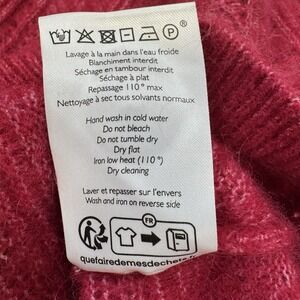 Lavage à la main dans l'eau froide
Blanchiment interdit
Séchage en tambour interdit
Séchage à plat
Repassage 110° max
Nettoyage à sec tous solvants normaux
Hand wash in cold water
Do not bleach
Do not tumble dry
Dry flat
Iron low heat (110°)
Dry cleaning
Laver et repasser sur l'envers
Wash and iron on reverse side
FR
quefairedemesdechets.fr